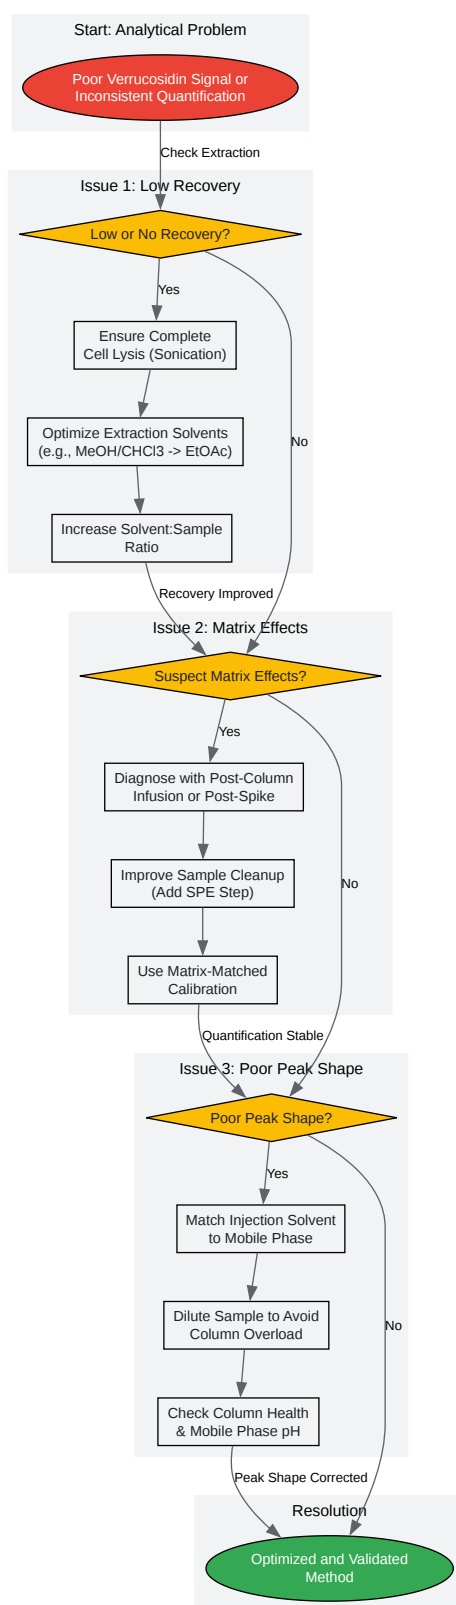 Start: Analytical Problem
Poor Verrucosidin Signal or
Inconsistent Quantification
Check Extraction
Issue 1: Low Recovery
Low or No Recovery?
Yes
Ensure Complete
Cell Lysis (Sonication)
Optimize Extraction Solvents
(e.g., MeOH/CHCl3 -> EtOAc)
No
Increase Solvent:Sample
Ratio
Recovery Improved
Issue 2: Matrix Effects
Suspect Matrix Effects?
Yes
Diagnose with Post-Column
Infusion or Post-Spike
Improve Sample Cleanup
(Add SPE Step)
No
Use Matrix-Matched
Calibration
Quantification Stable
Issue 3: Poor Peak Shape
Poor Peak Shape?
Yes
Match Injection Solvent
to Mobile Phase
Dilute Sample to Avoid
Column Overload
No
Check Column Health
& Mobile Phase pH
Peak Shape Corrected
Resolution
Optimized and Validated
Method